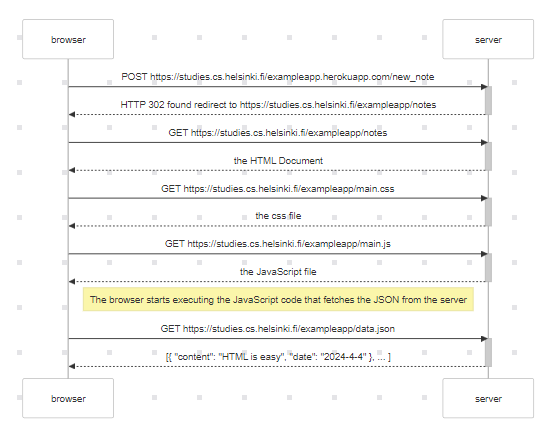 browser server
POST https://studies.cs.helsinki.fi/exampleapp.herokuapp.com/new_note
HTTP 302 found redirect to https://studies.cs.helsinki.fi/exampleapp/notes
GET https://studies.cs.helsinki.fi/exampleapp/notes
the HTML Document
GET https://studies.cs.helsinki.fi/exampleapp/main.css
the css file
GET https://studies.cs.helsinki.fi/exampleapp/main.js
the JavaScript file
The browser starts executing the JavaScript code that fetches the JSON from the server
GET https://studies.cs.helsinki.fi/exampleapp/data.json
[{ "content": "HTML is easy", "date": "2024-4-4" }, ... ]
browser server